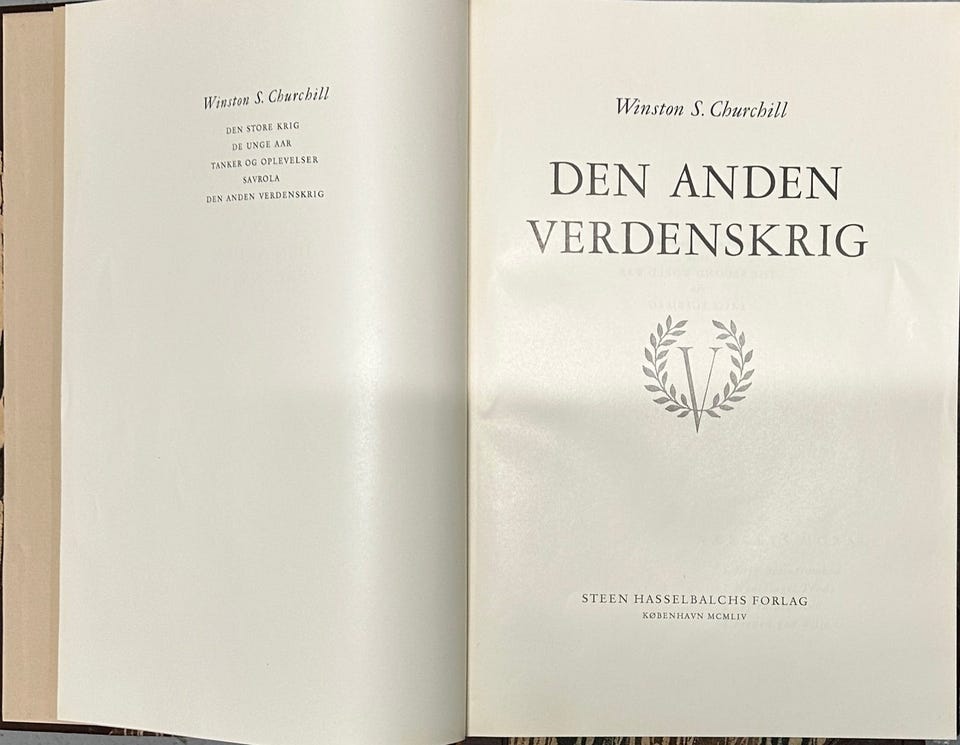 Winston S. Churchill
DEN STORE KRIG
DE UNGE AAR
TANKER OG OPLEVELSER
SAVROLA
DEN ANDEN VERDENSKRIG
Winston S. Churchill
DEN ANDEN
VERDENSKRIG
V
STEEN HASSELBALCHS FORLAG
KØBENHAVN MCMLIV